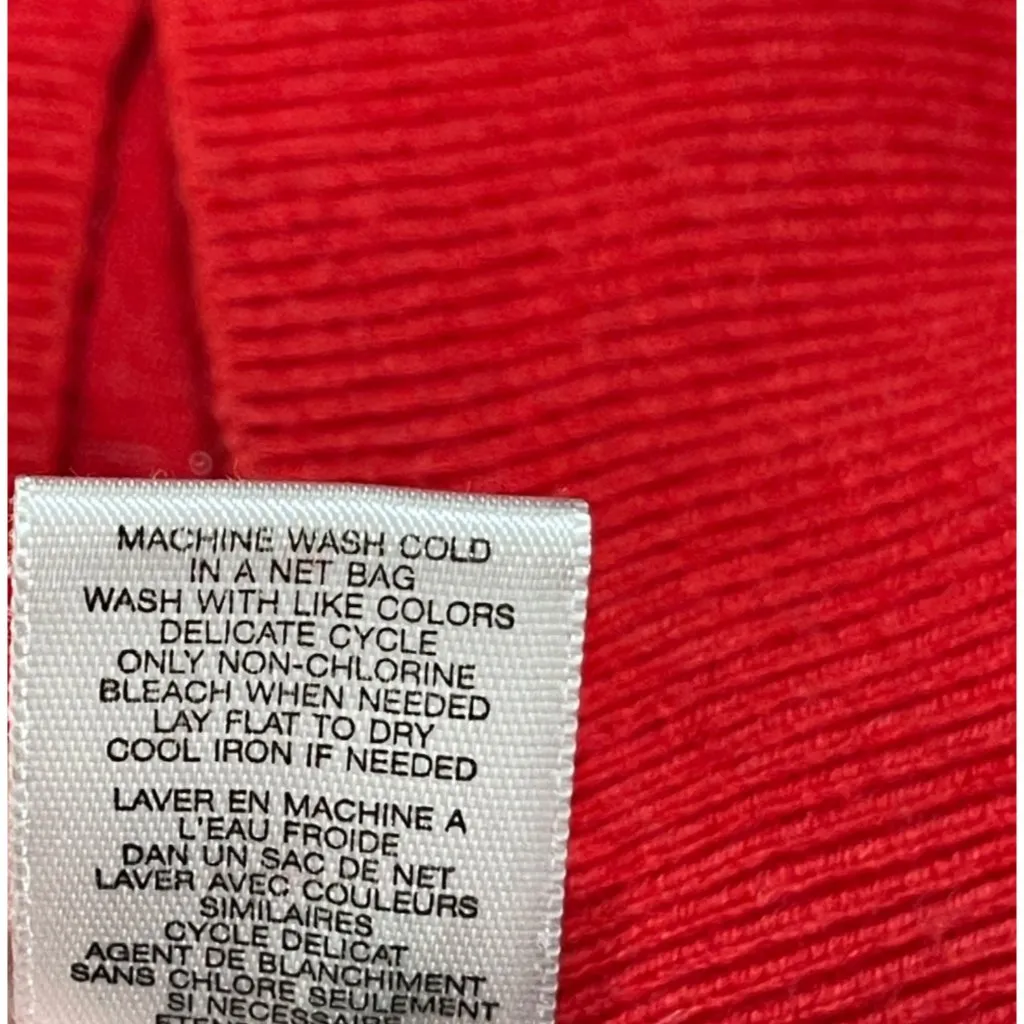 MACHINE WASH COLD
IN A NET BAG
WASH WITH LIKE COLORS
DELICATE CYCLE
ONLY NON-CHLORINE
BLEACH WHEN NEEDED
LAY FLAT TO DRY
COOL IRON IF NEEDED
LAVER EN MACHINE A
L'EAU FROIDE
DAN UN SAC DE NET
LAVER AVEC COULEURS
SIMILAIRES
CYCLE DELICAT
AGENT DE BLANCHIMENT
SANS CHLORE SEULEMENT
SI NECESSAIRE